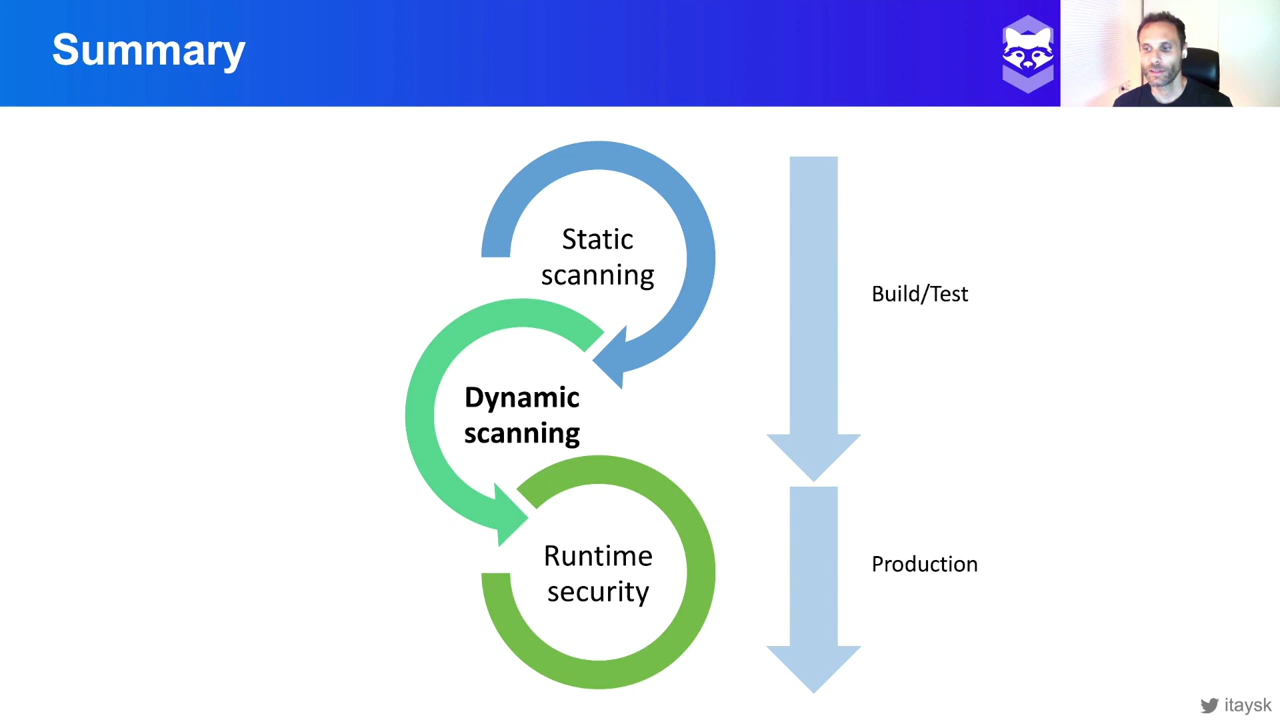 Summary
Static
scanning
Build/Test
Dynamic
scanning
Runtime
security
Production
itaysk